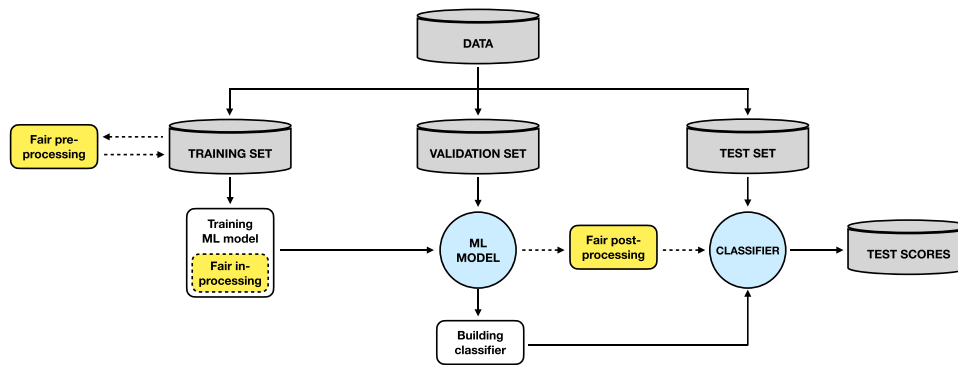 DATA
Fair pre-
processing
TRAINING SET
VALIDATION SET
TEST SET
Training
ML model
Fair in-
processing
ML
MODEL
Fair post-
processing
CLASSIFIER
TEST SCORES
Building
classifier